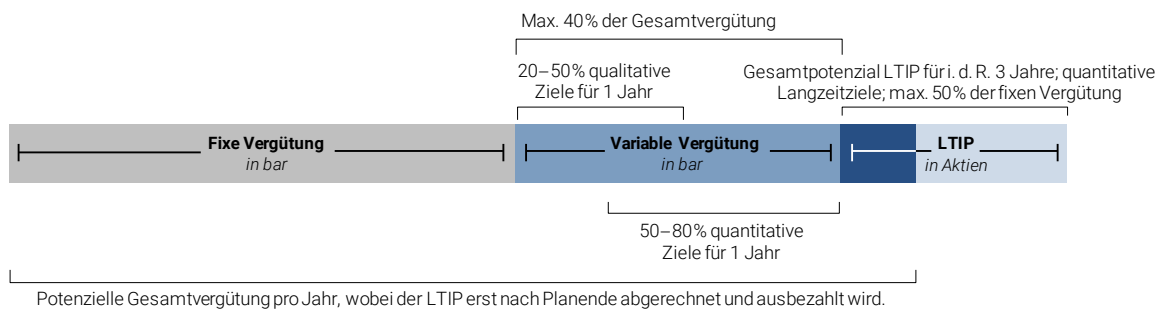 Max. 40% der Gesamtvergütung
20–50% qualitative
Ziele für 1 Jahr
Gesamtpotenzial LTIP für i. d. R. 3 Jahre; quantitative
Langzeitziele; max. 50% der fixen Vergütung
Fixe Vergütung
in bar
Variable Vergütung
in bar
LTIP
in Aktien
50–80% quantitative
Ziele für 1 Jahr
Potenzielle Gesamtvergütung pro Jahr, wobei der LTIP erst nach Planende abgerechnet und ausbezahlt wird.